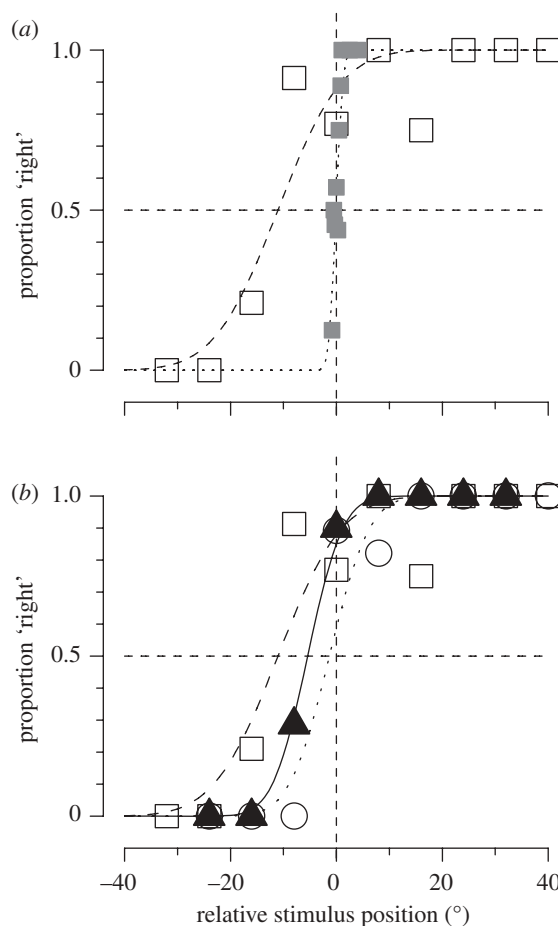 (a)
1.0
proportion ‘right’
0.5
0
(b)
1.0
proportion ‘right’
0.5
0
–40 –20 0 20 40
relative stimulus position (°)